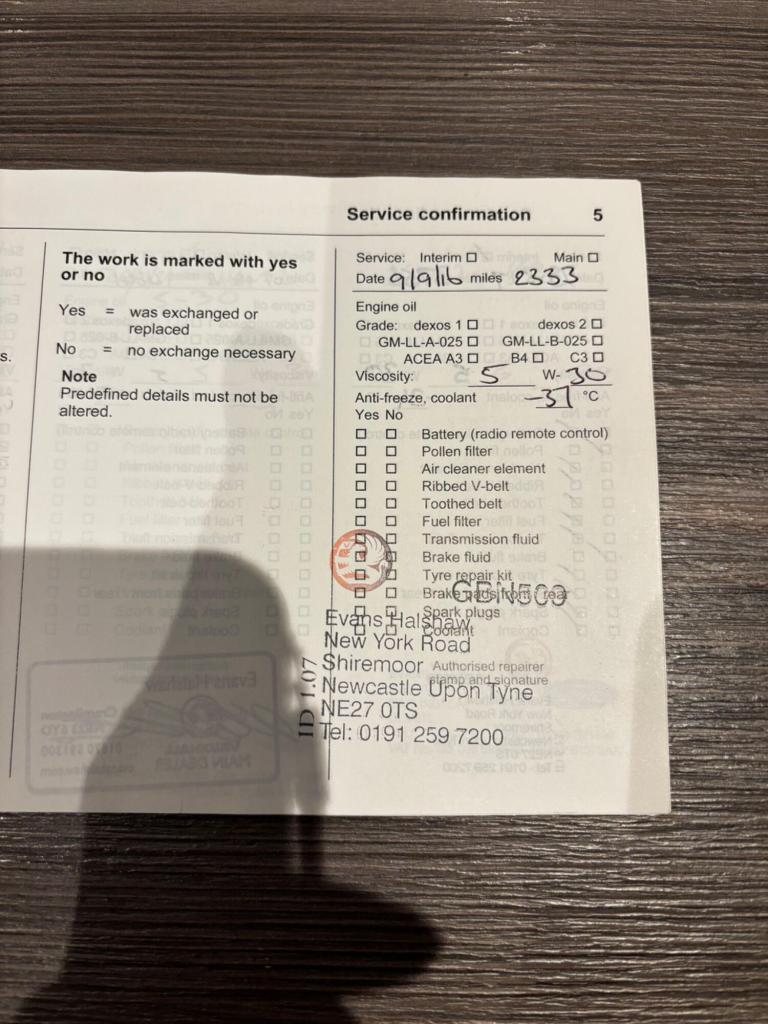 Service confirmation 5
The work is marked with yes
or no
Yes = was exchanged or
replaced
No = no exchange necessary
Note
Predefined details must not be
altered.
s.
Service: Interim ☐ Main ☐
Date 9/9/16 miles 2333
Engine oil
Grade: dexos 1 ☐ dexos 2 ☐
GM-LL-A-025 ☐ GM-LL-B-025 ☐
ACEA A3 ☐ B4 ☐ C3 ☐
Viscosity: 5 W- 30
Anti-freeze, coolant -37 °C
Yes No
☐ ☐ Battery (radio remote control)
☐ ☐ Pollen filter
☐ ☐ Air cleaner element
☐ ☐ Ribbed V-belt
☐ ☐ Toothed belt
☐ ☐ Fuel filter
☐ ☐ Transmission fluid
☐ ☐ Brake fluid
☐ ☐ Tyre repair kit
☐ ☐ Brake pads, front / rear
GBN503
☐ ☐ Spark plugs
☐ ☐ Coolant
Evans Halshaw
New York Road
Shiremoor
Authorised repairer
stamp and signature
Newcastle Upon Tyne
NE27 0TS
Tel: 0191 259 7200
ID 1.07